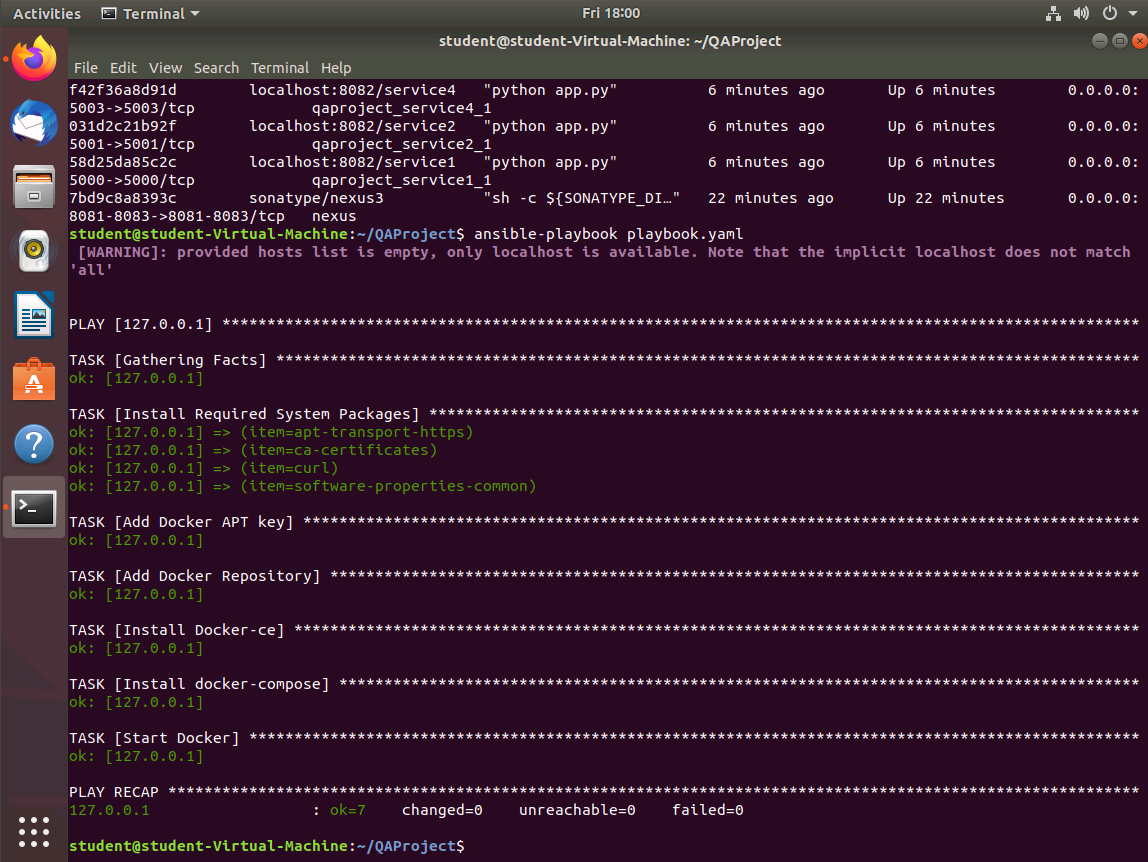 Activities Terminal Fri 18:00
student@student-Virtual-Machine: ~/QAProject
File Edit View Search Terminal Help
f42f36a8d91d        localhost:8082/service4   "python app.py"          6 minutes ago       Up 6 minutes        0.0.0.0:
5003->5003/tcp             qaproject_service4_1
031d2c21b92f        localhost:8082/service2   "python app.py"          6 minutes ago       Up 6 minutes        0.0.0.0:
5001->5001/tcp             qaproject_service2_1
58d25da85c2c        localhost:8082/service1   "python app.py"          6 minutes ago       Up 6 minutes        0.0.0.0:
5000->5000/tcp             qaproject_service1_1
7bd9c8a8393c        sonatype/nexus3           "sh -c ${SONATYPE_DI…"   22 minutes ago      Up 22 minutes       0.0.0.0:
8081-8083->8081-8083/tcp   nexus
student@student-Virtual-Machine:~/QAProject$ ansible-playbook playbook.yaml
 [WARNING]: provided hosts list is empty, only localhost is available. Note that the implicit localhost does not match
'all'
PLAY [127.0.0.1] ******************************************************************************************************
TASK [Gathering Facts] ************************************************************************************************
ok: [127.0.0.1]
TASK [Install Required System Packages] *******************************************************************************
ok: [127.0.0.1] => (item=apt-transport-https)
ok: [127.0.0.1] => (item=ca-certificates)
ok: [127.0.0.1] => (item=curl)
ok: [127.0.0.1] => (item=software-properties-common)
TASK [Add Docker APT key] *********************************************************************************************
ok: [127.0.0.1]
TASK [Add Docker Repository] ******************************************************************************************
ok: [127.0.0.1]
TASK [Install Docker-ce] **********************************************************************************************
ok: [127.0.0.1]
TASK [Install docker-compose] *****************************************************************************************
ok: [127.0.0.1]
TASK [Start Docker] ***************************************************************************************************
ok: [127.0.0.1]
PLAY RECAP ************************************************************************************************************
127.0.0.1                  : ok=7    changed=0    unreachable=0    failed=0
student@student-Virtual-Machine:~/QAProject$